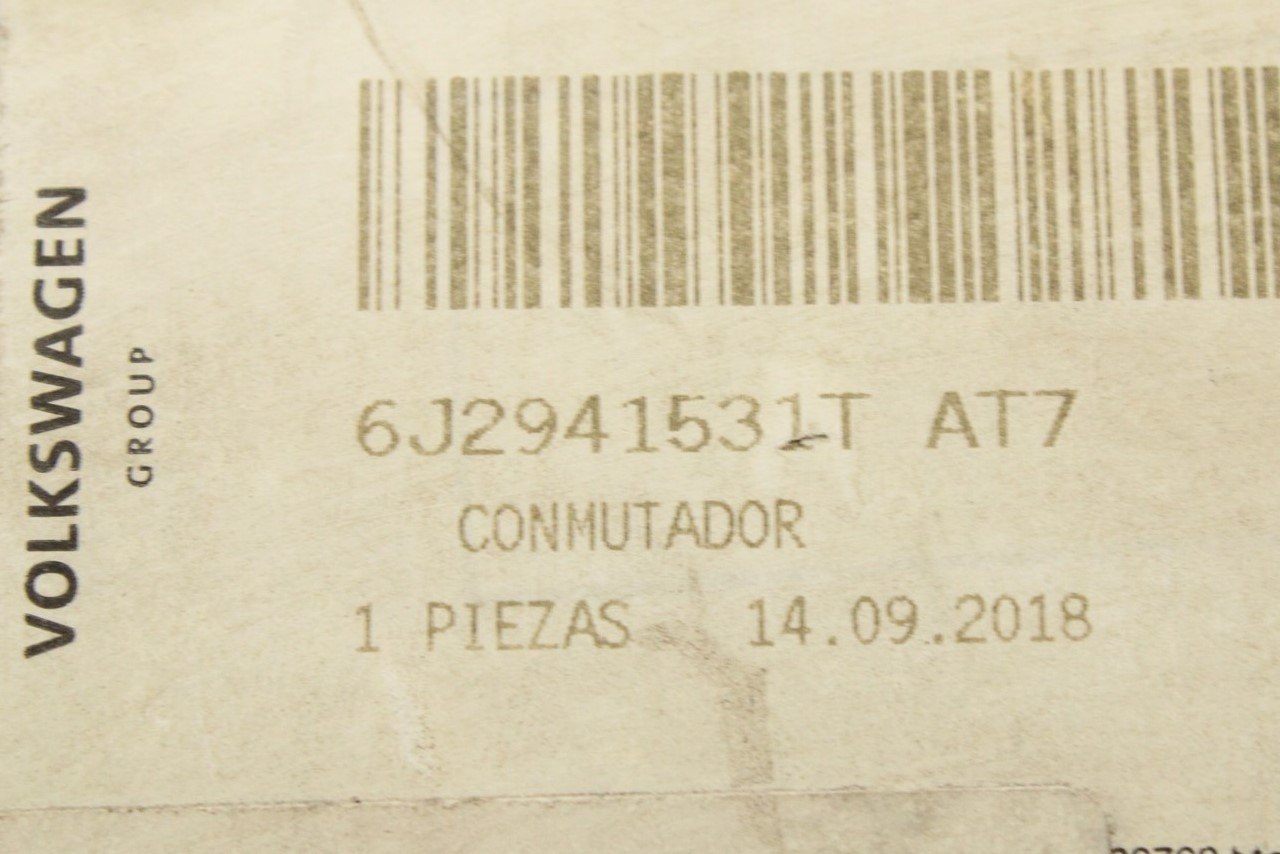 VOLKSWAGEN
GROUP
6J2941531T AT7
CONMUTADOR
1 PIEZAS 14.09.2018